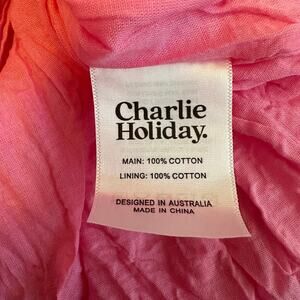 Charlie
Holiday.
MAIN: 100% COTTON
LINING: 100% COTTON
DESIGNED IN AUSTRALIA
MADE IN CHINA